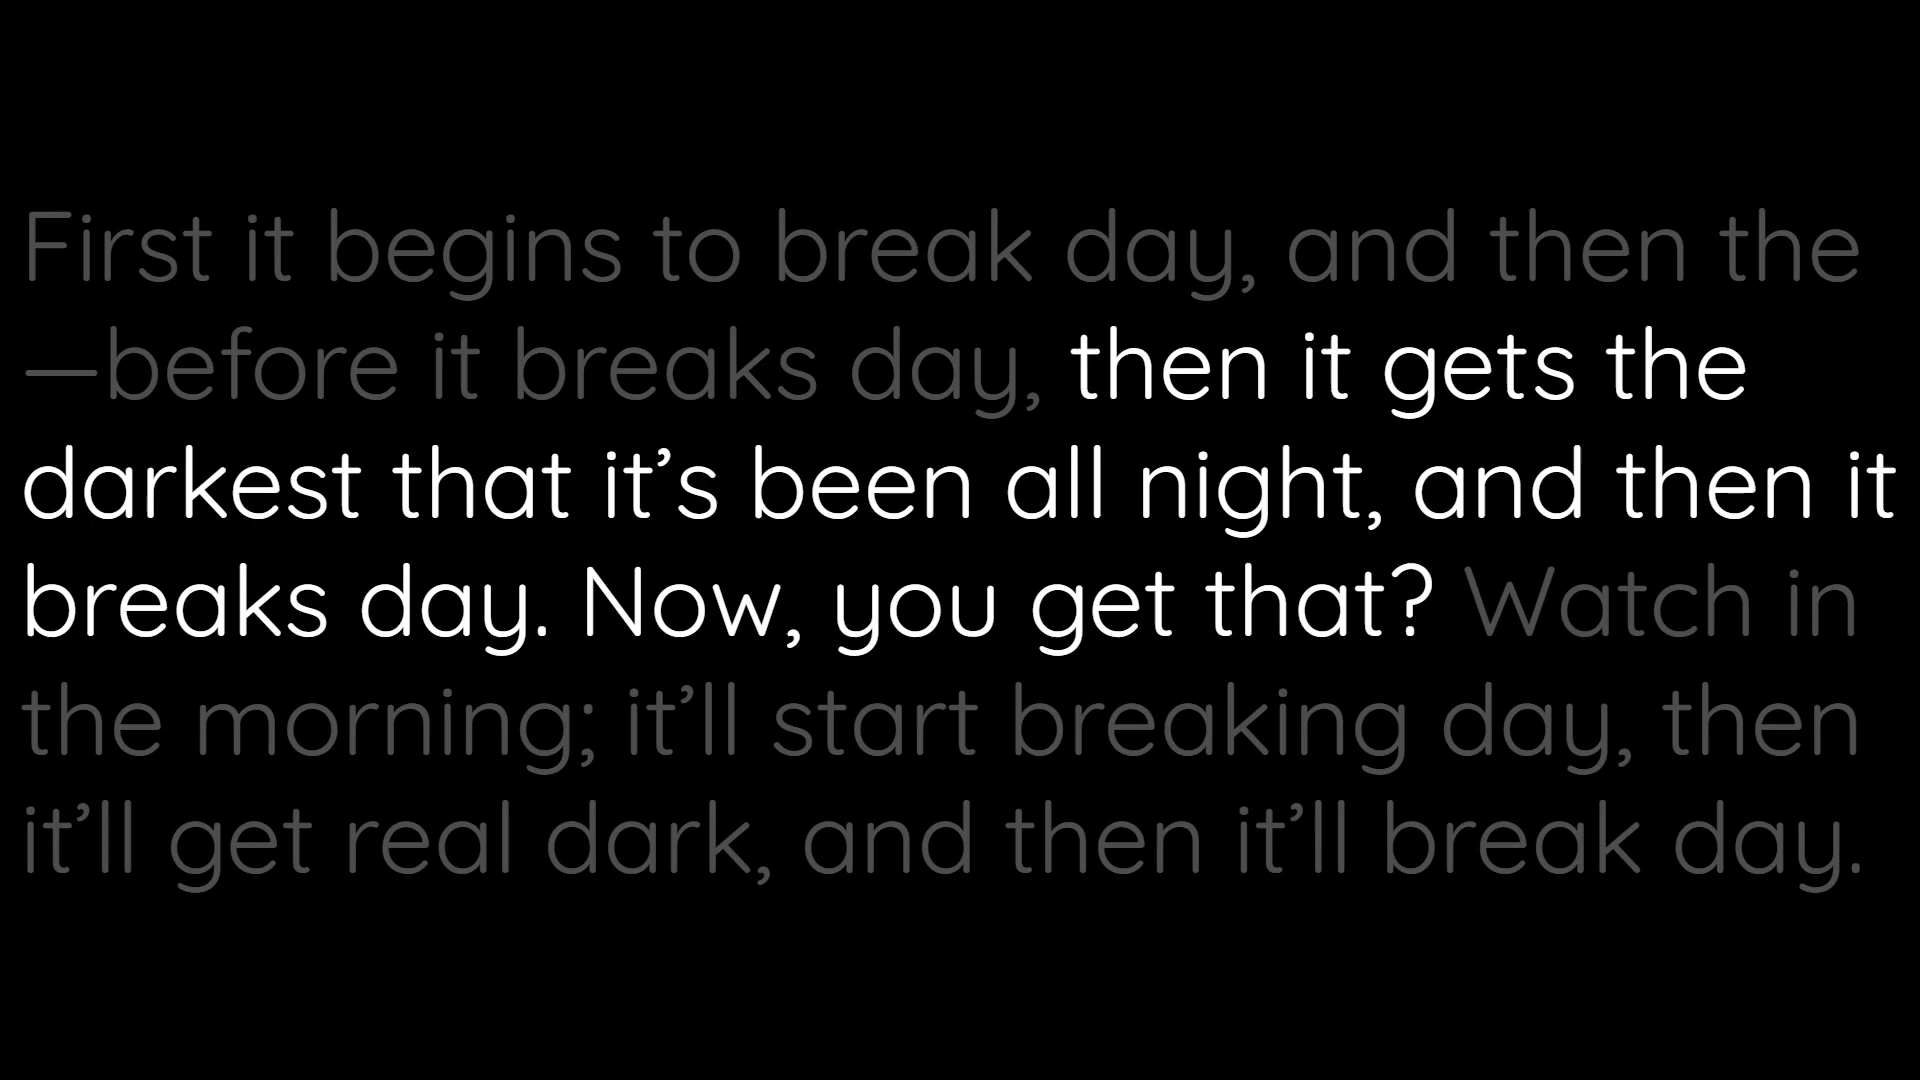 First it begins to break day, and then the
—before it breaks day, then it gets the
darkest that it’s been all night, and then it
breaks day. Now, you get that? Watch in
the morning; it’ll start breaking day, then
it’ll get real dark, and then it’ll break day.